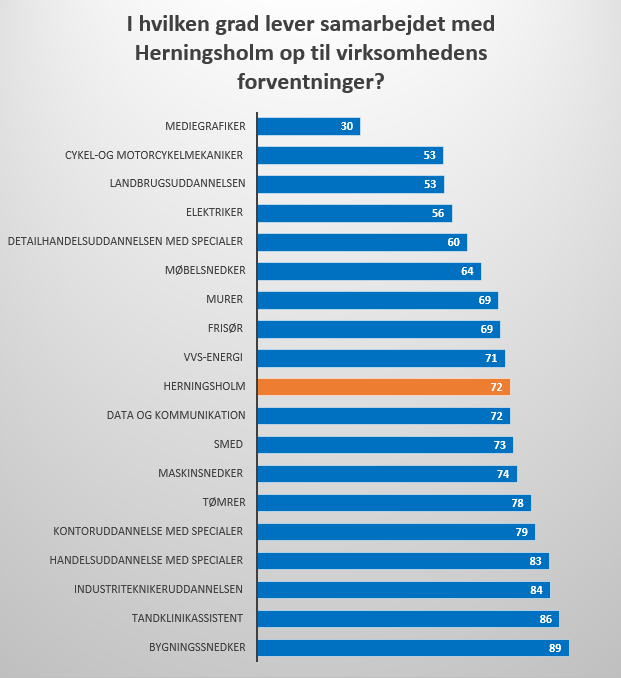 I hvilken grad lever samarbejdet med
Herningsholm op til virksomhedens
forventninger?
MEDIEGRAFIKER 30
CYKEL-OG MOTORCYKELMEKANIKER 53
LANDBRUGSUDDANNELSEN 53
ELEKTRIKER 56
DETAILHANDELSUDDANNELSEN MED SPECIALER 60
MØBELSNEDKER 64
MURER 69
FRISØR 69
VVS-ENERGI 71
HERNINGSHOLM 72
DATA OG KOMMUNIKATION 72
SMED 73
MASKINSNEDKER 74
TØMRER 78
KONTORUDDANNELSE MED SPECIALER 79
HANDELSUDDANNELSE MED SPECIALER 83
INDUSTRITEKNIKERUDDANNELSEN 84
TANDKLINIKASSISTENT 86
BYGNINGSSNEDKER 89